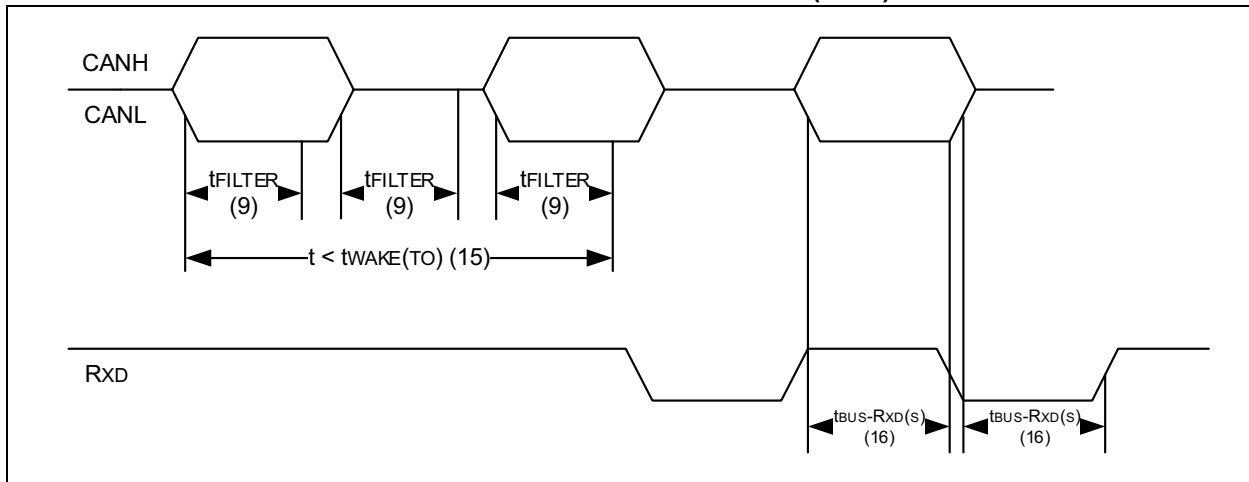 CANH
CANL
tFILTER
(9)
tFILTER
(9)
tFILTER
(9)
t < tWAKE(TO) (15)
RXD
tBUS-RXD(S)
(16)
tBUS-RXD(S)
(16)